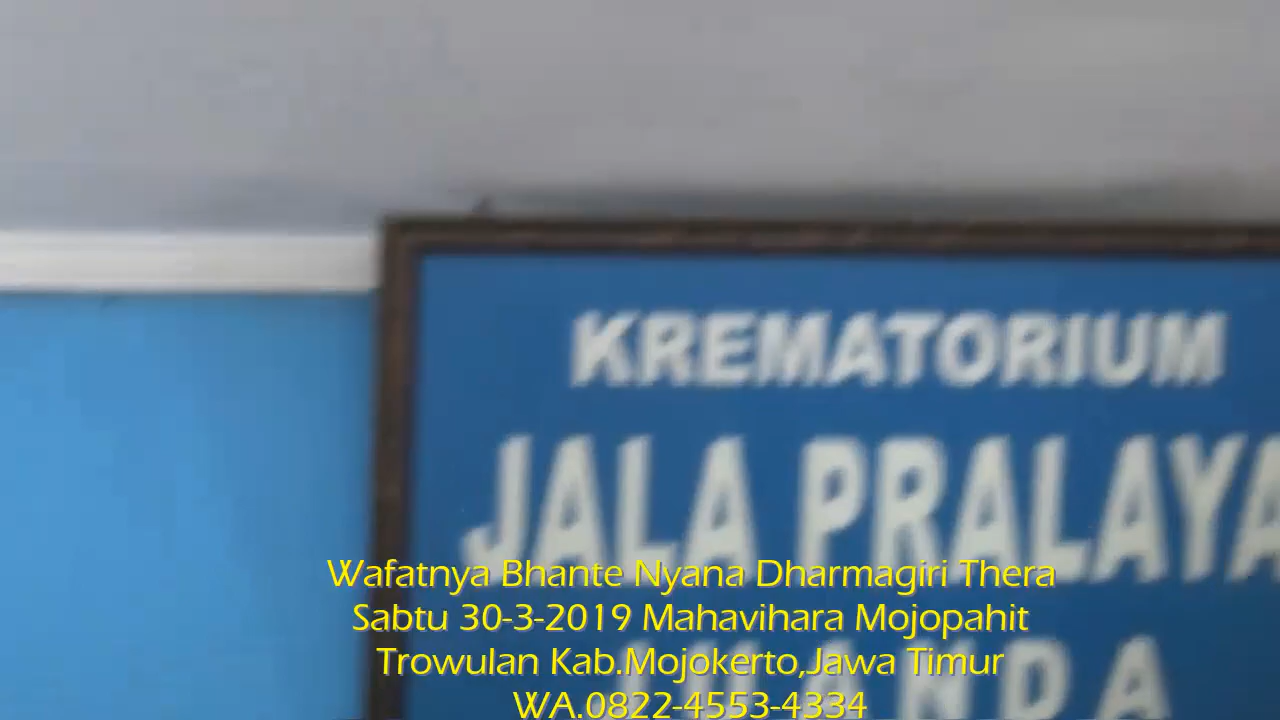 KREMATORIUM
JALA PRALAYA
Wafatnya Bhante Nyana Dharmagiri Thera
Sabtu 30-3-2019 Mahavihara Mojopahit
Trowulan Kab.Mojokerto,Jawa Timur
WA.0822-4553-4334